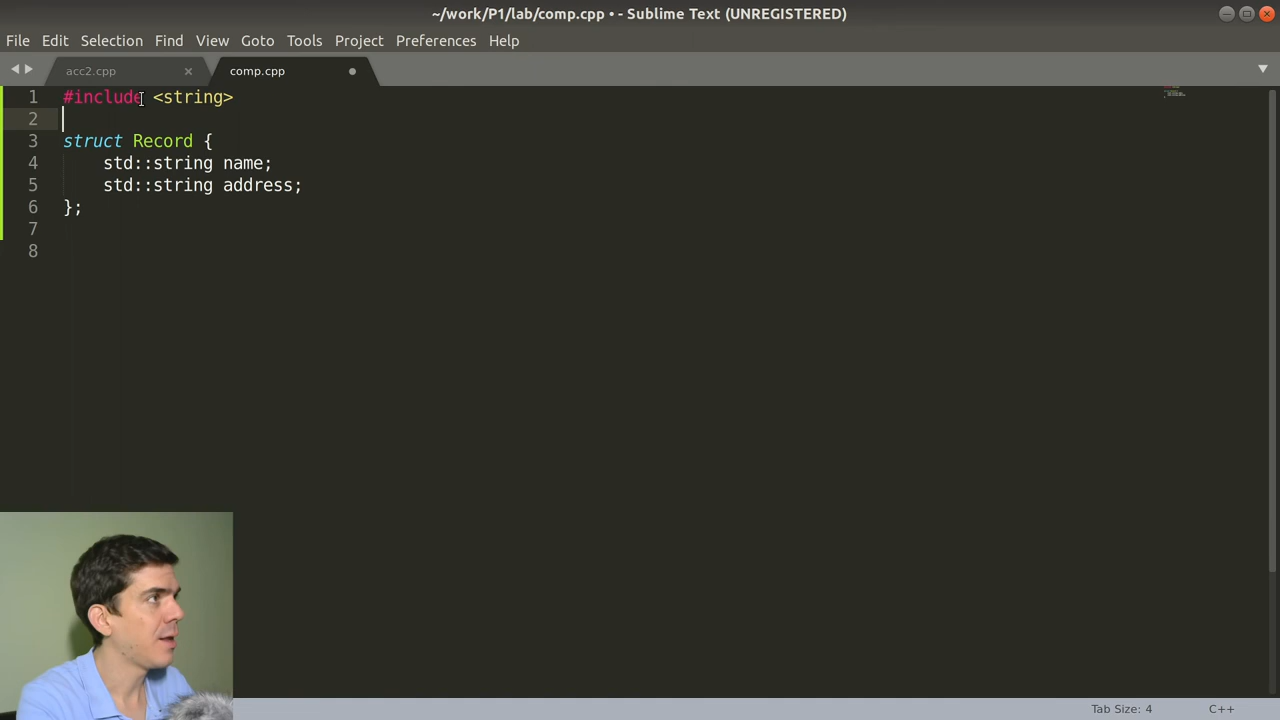 ~/work/P1/lab/comp.cpp • - Sublime Text (UNREGISTERED)
File Edit Selection Find View Goto Tools Project Preferences Help
acc2.cpp × comp.cpp
1 #include <string>
2
3 struct Record {
4 std::string name;
5 std::string address;
6 };
7
8
Tab Size: 4 C++